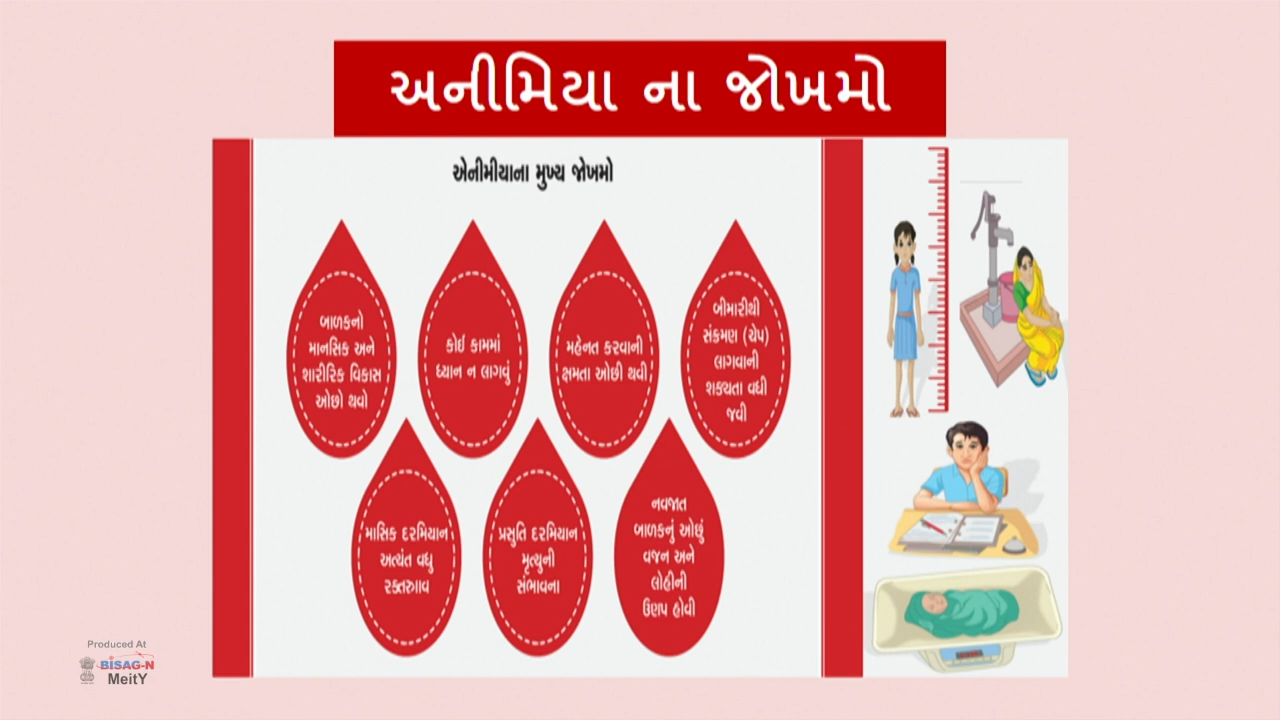 અનીમિયા ના જોખમો
એનીમીયાના મુખ્ય જોખમો
બાળકનો
માનસિક અને
શારીરિક વિકાસ
ઓછો થવો
કોઈ કામમાં
ધ્યાન ન લાગવું
મહેનત કરવાની
ક્ષમતા ઓછી થવી
બીમારીથી
સંક્રમણ (ચેપ)
લાગવાની
શક્યતા વધી
જવી
માસિક દરમિયાન
અત્યંત વધુ
રક્તસ્ત્રાવ
પ્રસુતિ દરમિયાન
મૃત્યુની
સંભાવના
નવજાત
બાળકનું ઓછું
વજન અને
લોહીની
ઉણપ હોવી
Produced At
BISAG-N
MeitY